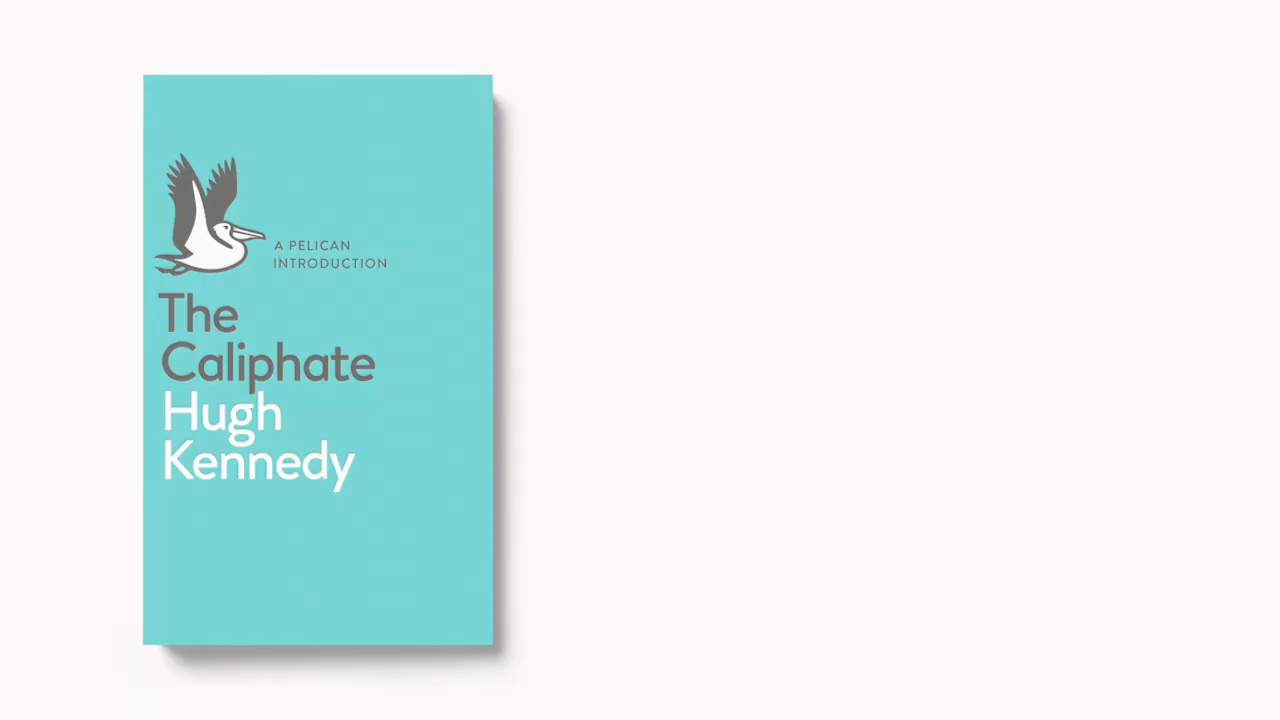 A PELICAN
INTRODUCTION
The
Caliphate
Hugh
Kennedy